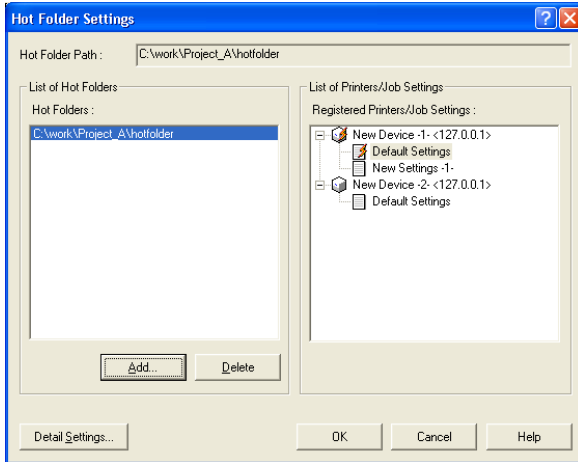 Hot Folder Settings
Hot Folder Path : C:\work\Project_A\hotfolder
List of Hot Folders
Hot Folders :
C:\work\Project_A\hotfolder
Add...
Delete
List of Printers/Job Settings
Registered Printers/Job Settings :
New Device -1- <127.0.0.1>
Default Settings
New Settings -1-
New Device -2- <127.0.0.1>
Default Settings
Detail Settings...
OK
Cancel
Help